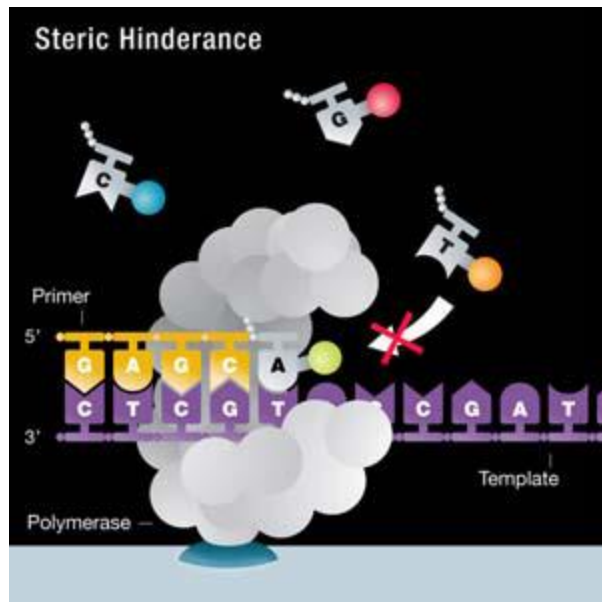 Steric Hinderance
G
C
T
Primer
5'
G A G C A
C T C G T C G A T
3'
Template
Polymerase